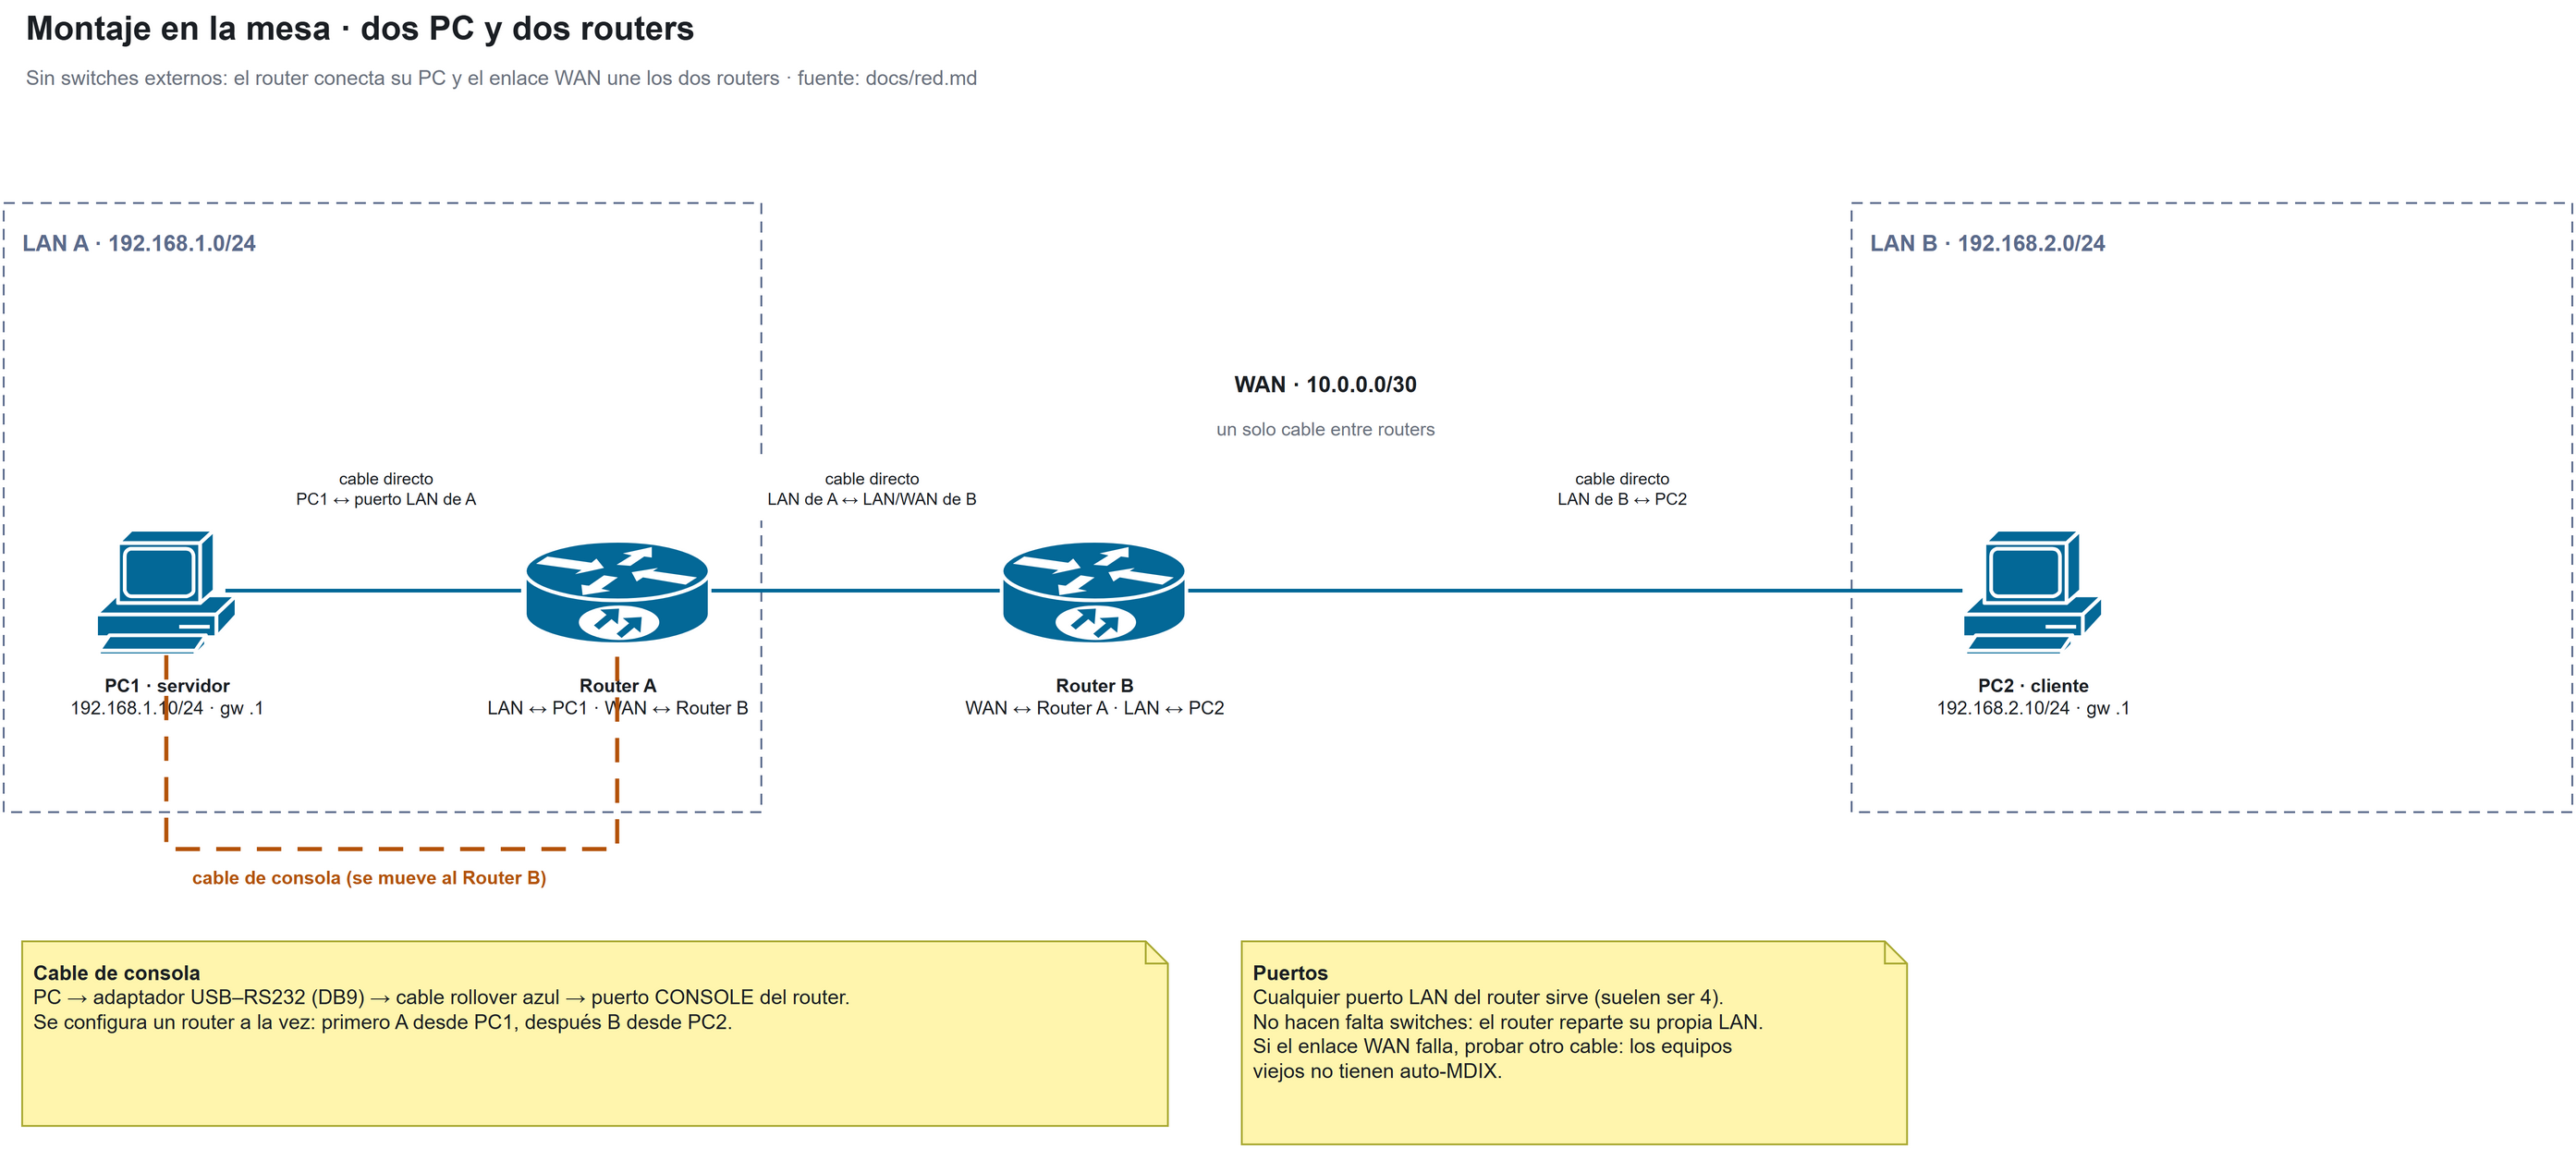 Montaje en la mesa · dos PC y dos routers
Sin switches externos: el router conecta su PC y el enlace WAN une los dos routers · fuente: docs/red.md
LAN A · 192.168.1.0/24
LAN B · 192.168.2.0/24
WAN · 10.0.0.0/30
un solo cable entre routers
cable directo
PC1 ↔ puerto LAN de A
cable directo
LAN de A ↔ LAN/WAN de B
cable directo
LAN de B ↔ PC2
PC1 · servidor
192.168.1.10/24 · gw .1
Router A
LAN ↔ PC1 · WAN ↔ Router B
Router B
WAN ↔ Router A · LAN ↔ PC2
PC2 · cliente
192.168.2.10/24 · gw .1
cable de consola (se mueve al Router B)
Cable de consola
PC → adaptador USB–RS232 (DB9) → cable rollover azul → puerto CONSOLE del router.
Se configura un router a la vez: primero A desde PC1, después B desde PC2.
Puertos
Cualquier puerto LAN del router sirve (suelen ser 4).
No hacen falta switches: el router reparte su propia LAN.
Si el enlace WAN falla, probar otro cable: los equipos
viejos no tienen auto-MDIX.